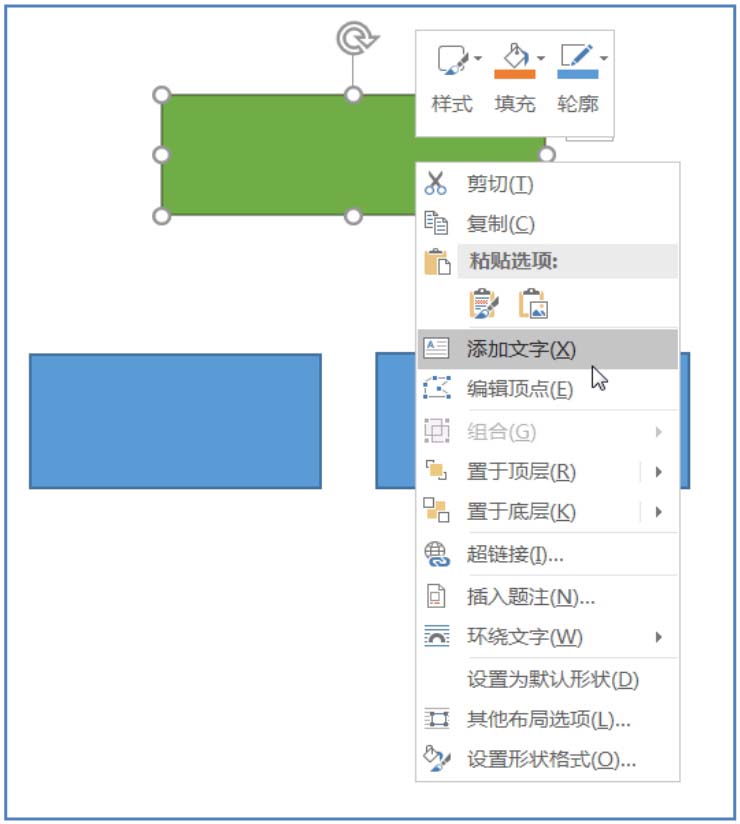 样式 填充 轮廓
剪切(T)
复制(C)
粘贴选项:
添加文字(X)
编辑顶点(E)
组合(G)
置于顶层(R)
置于底层(K)
超链接(I)...
插入题注(N)...
环绕文字(W)
设置为默认形状(D)
其他布局选项(L)...
设置形状格式(O)...